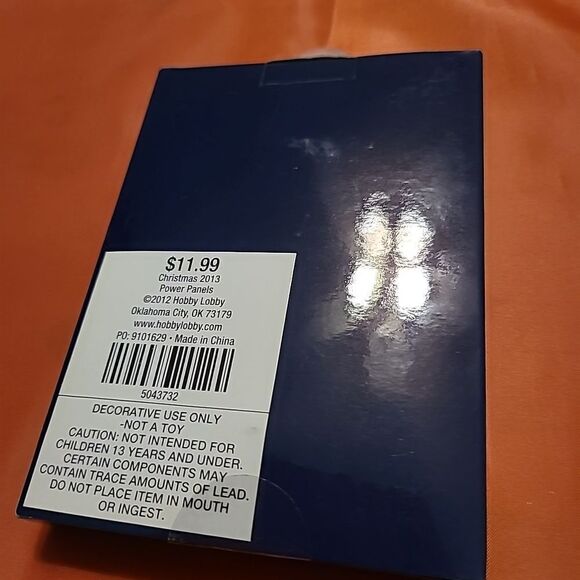 $11.99
Christmas 2013
Power Panels
©2012 Hobby Lobby
Oklahoma City, OK 73179
www.hobbylobby.com
PO: 9101629 • Made in China
5043732
DECORATIVE USE ONLY
-NOT A TOY
CAUTION: NOT INTENDED FOR
CHILDREN 13 YEARS AND UNDER.
CERTAIN COMPONENTS MAY
CONTAIN TRACE AMOUNTS OF LEAD.
DO NOT PLACE ITEM IN MOUTH
OR INGEST.